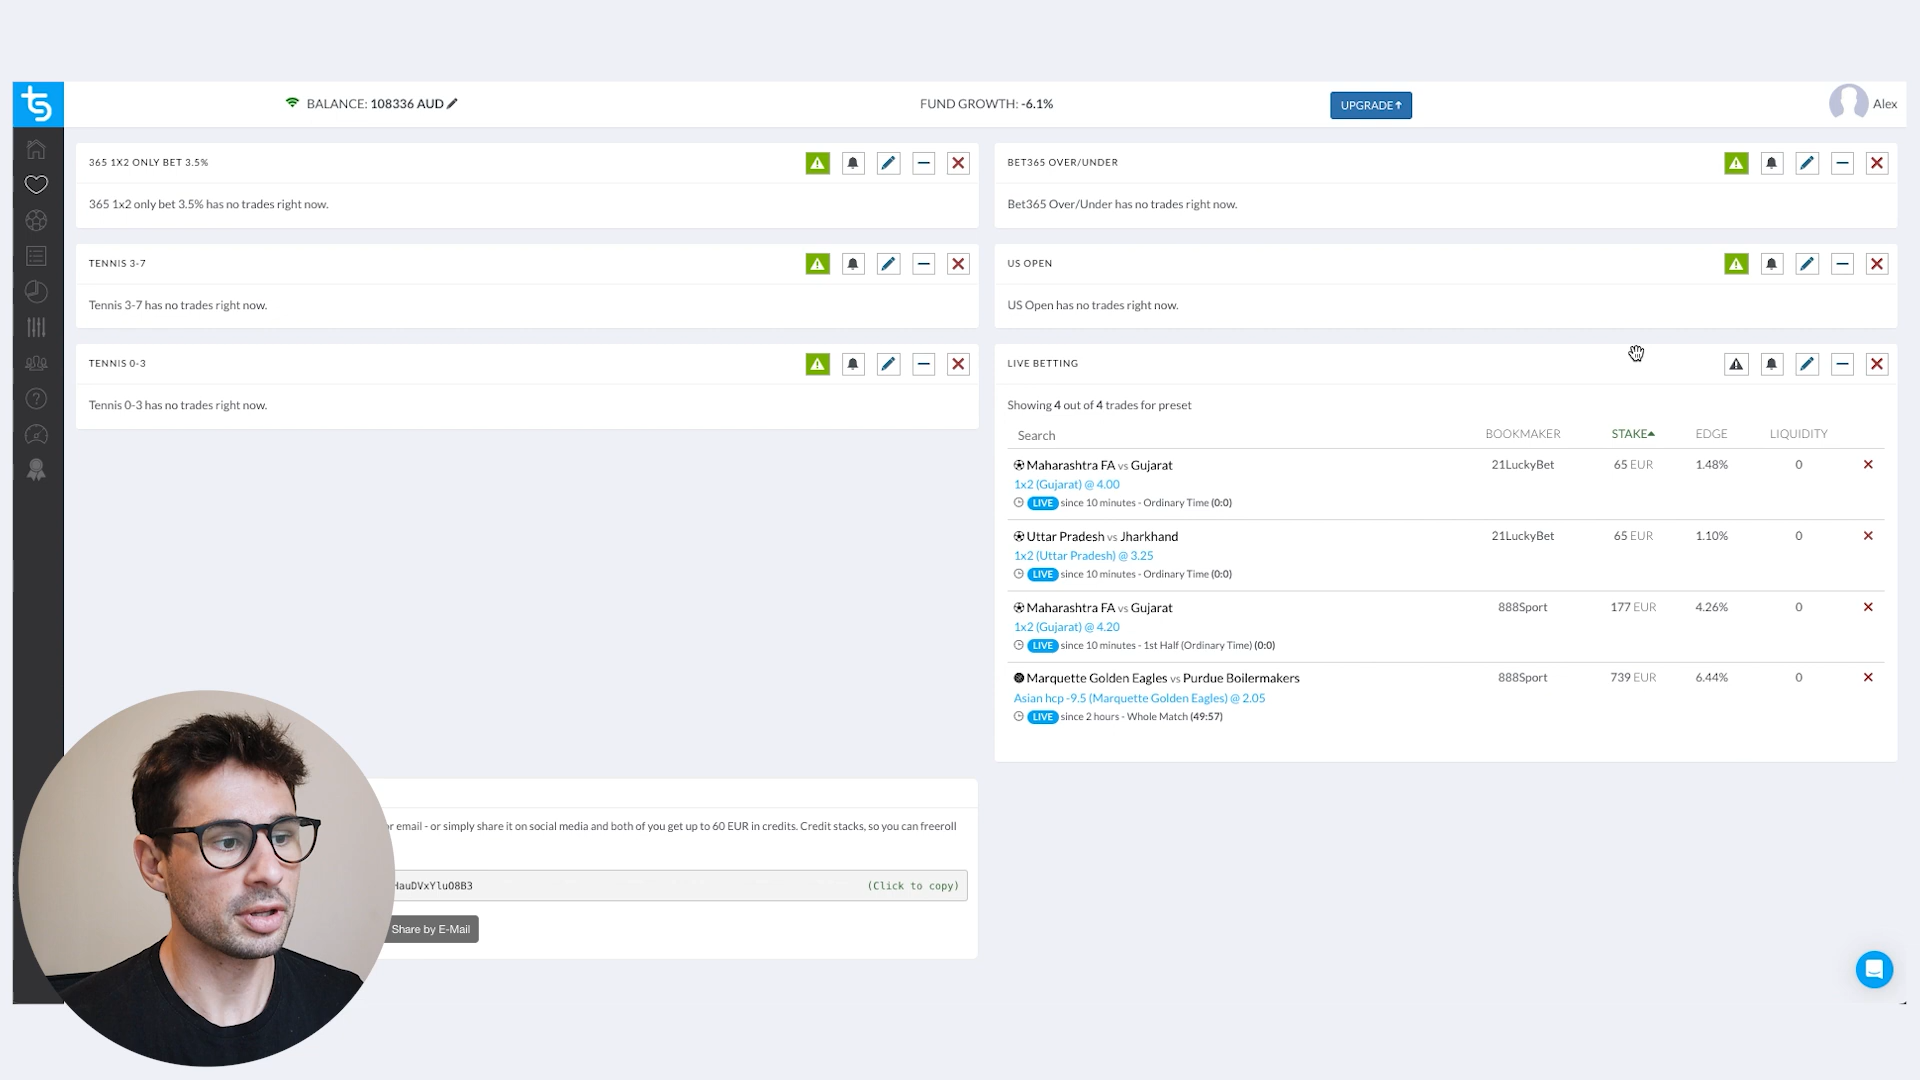 ts
BALANCE: 108336 AUD
FUND GROWTH: -6.1%
UPGRADE↑
Alex
365 1X2 ONLY BET 3.5%
365 1x2 only bet 3.5% has no trades right now.
BET365 OVER/UNDER
Bet365 Over/Under has no trades right now.
TENNIS 3-7
Tennis 3-7 has no trades right now.
US OPEN
US Open has no trades right now.
TENNIS 0-3
Tennis 0-3 has no trades right now.
LIVE BETTING
Showing 4 out of 4 trades for preset
Search BOOKMAKER STAKE EDGE LIQUIDITY
Maharashtra FA vs Gujarat 21LuckyBet 65 EUR 1.48% 0
1x2 (Gujarat) @ 4.00
LIVE since 10 minutes - Ordinary Time (0:0)
Uttar Pradesh vs Jharkhand 21LuckyBet 65 EUR 1.10% 0
1x2 (Uttar Pradesh) @ 3.25
LIVE since 10 minutes - Ordinary Time (0:0)
Maharashtra FA vs Gujarat 888Sport 177 EUR 4.26% 0
1x2 (Gujarat) @ 4.20
LIVE since 10 minutes - 1st Half (Ordinary Time) (0:0)
Marquette Golden Eagles vs Purdue Boilermakers 888Sport 739 EUR 6.44% 0
Asian hcp -9.5 (Marquette Golden Eagles) @ 2.05
LIVE since 2 hours - Whole Match (49:57)
email - or simply share it on social media and both of you get up to 60 EUR in credits. Credit stacks, so you can freeroll
HauDVxYluO8B3 (Click to copy)
Share by E-Mail